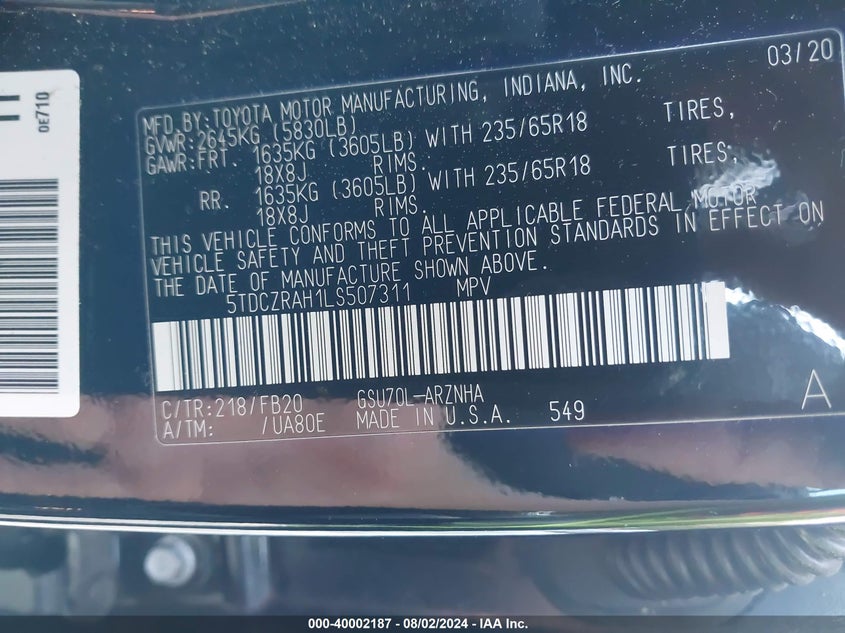 03/20
MFD.BY:TOYOTA MOTOR MANUFACTURING, INDIANA, INC.
GVWR:2645KG (5830LB)
GAWR:FRT. 1635KG (3605LB) WITH 235/65R18 TIRES,
18X8J RIMS.
RR. 1635KG (3605LB) WITH 235/65R18 TIRES,
18X8J RIMS.
THIS VEHICLE CONFORMS TO ALL APPLICABLE FEDERAL MOTOR
VEHICLE SAFETY AND THEFT PREVENTION STANDARDS IN EFFECT ON
THE DATE OF MANUFACTURE SHOWN ABOVE.
5TDCZRAH1LS507311 MPV
C/TR:218/FB20 GSU70L-ARZNHA
A/TM: /UA80E MADE IN U.S.A. 549
A
0E710
000-40002187 - 08/02/2024 - IAA Inc.